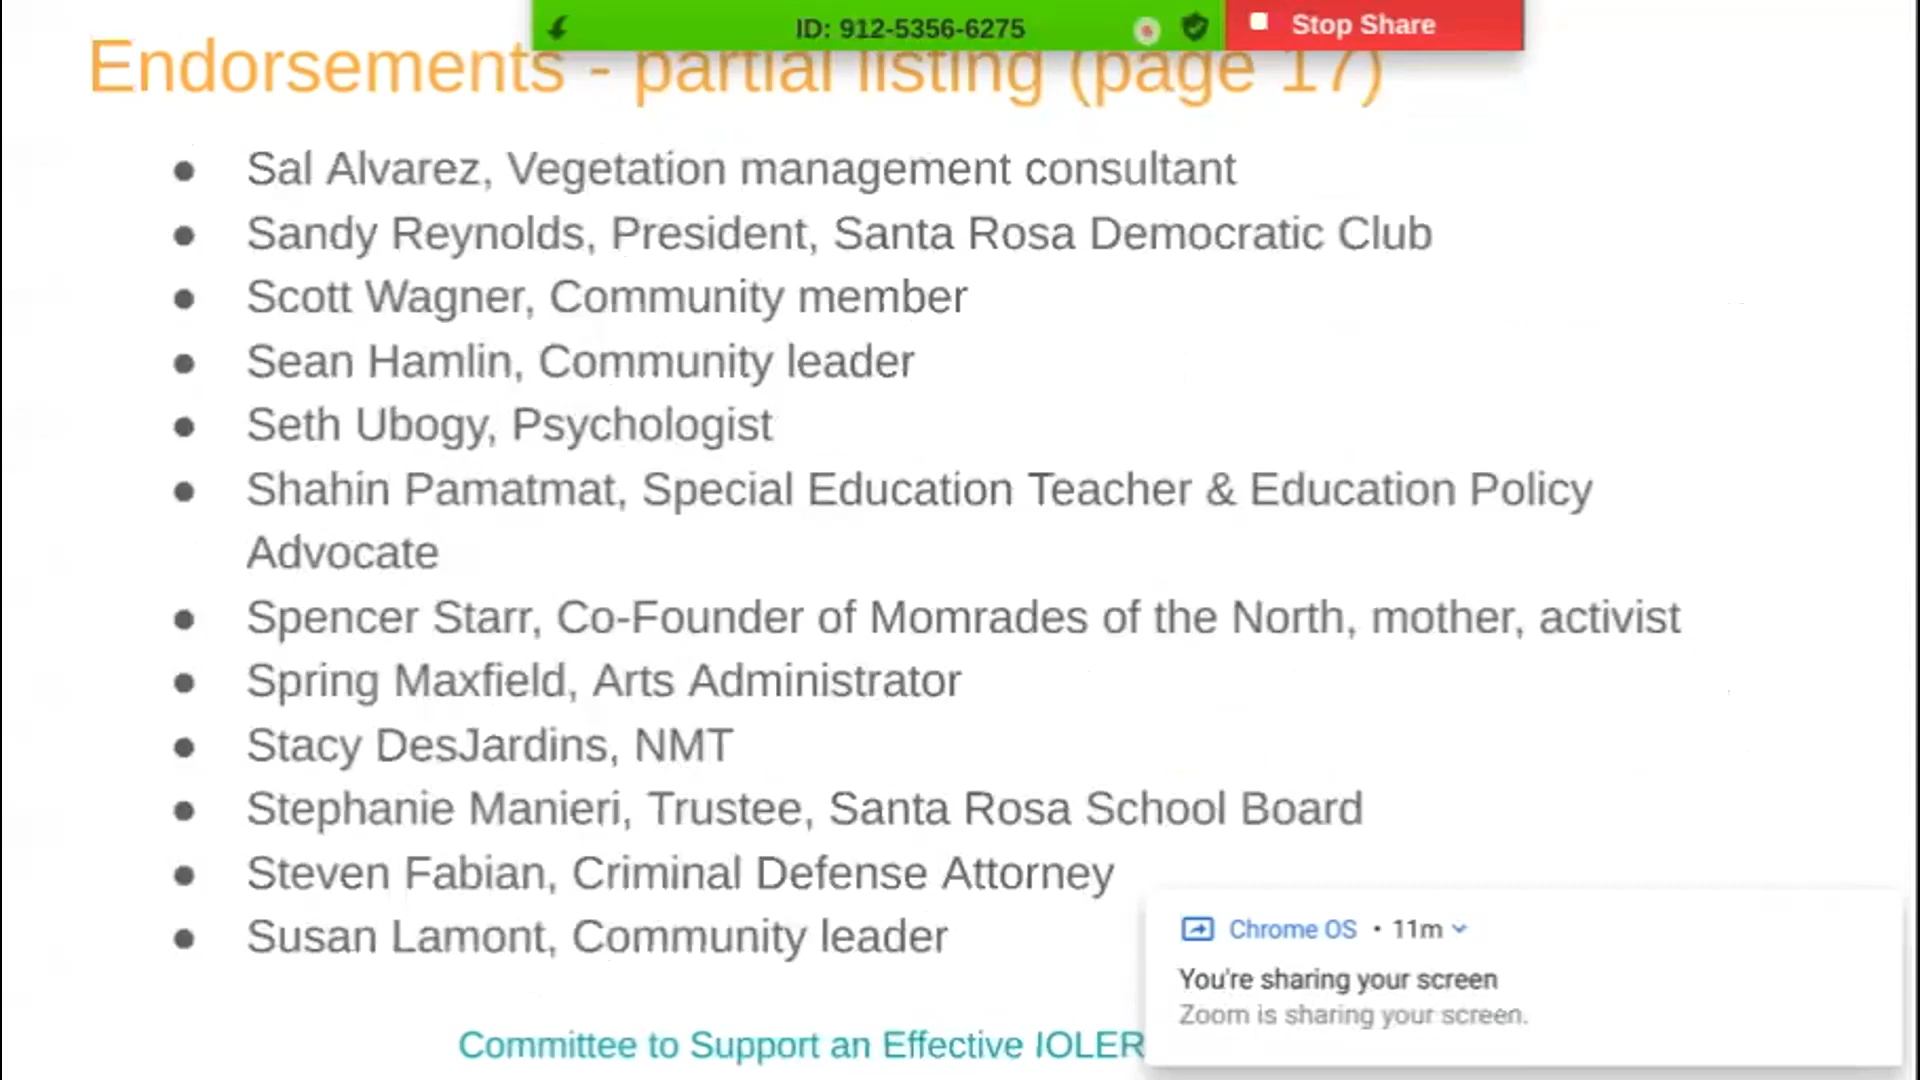 ID: 912-5356-6275
Stop Share
Endorsements - partial listing (page 17)
● Sal Alvarez, Vegetation management consultant
● Sandy Reynolds, President, Santa Rosa Democratic Club
● Scott Wagner, Community member
● Sean Hamlin, Community leader
● Seth Ubogy, Psychologist
● Shahin Pamatmat, Special Education Teacher & Education Policy
Advocate
● Spencer Starr, Co-Founder of Momrades of the North, mother, activist
● Spring Maxfield, Arts Administrator
● Stacy DesJardins, NMT
● Stephanie Manieri, Trustee, Santa Rosa School Board
● Steven Fabian, Criminal Defense Attorney
● Susan Lamont, Community leader
Chrome OS • 11m
You're sharing your screen
Zoom is sharing your screen.
Committee to Support an Effective IOLER